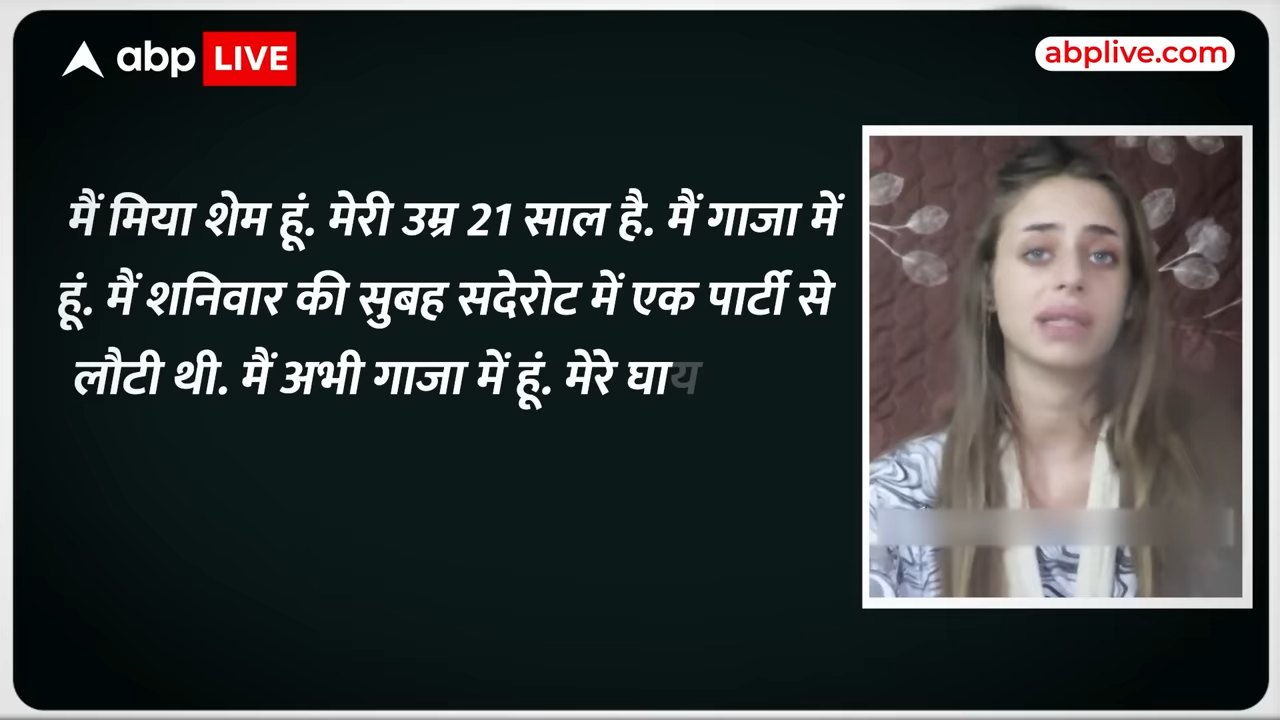 abp LIVE
abplive.com
मैं मिया शेम हूं. मेरी उम्र 21 साल है. मैं गाजा में
हूं. मैं शनिवार की सुबह सदेरोट में एक पार्टी से
लौटी थी. मैं अभी गाजा में हूं. मेरे घाय